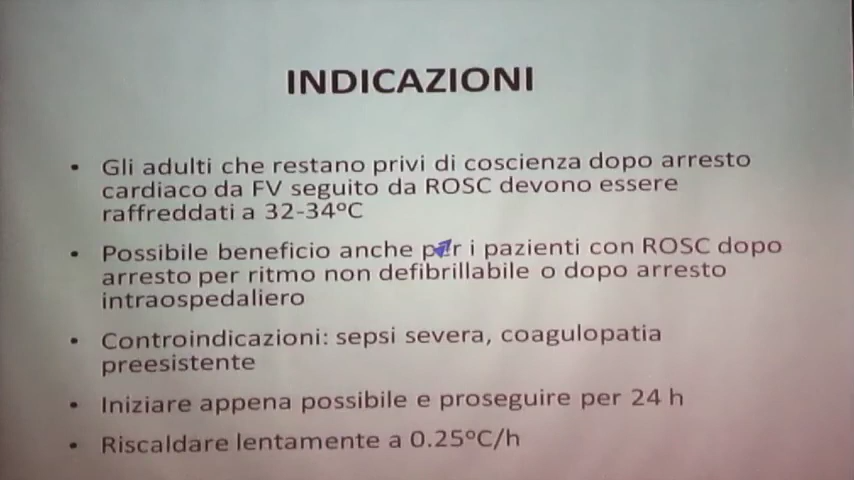 INDICAZIONI
• Gli adulti che restano privi di coscienza dopo arresto
cardiaco da FV seguito da ROSC devono essere
raffreddati a 32-34°C
• Possibile beneficio anche per i pazienti con ROSC dopo
arresto per ritmo non defibrillabile o dopo arresto
intraospedaliero
• Controindicazioni: sepsi severa, coagulopatia
preesistente
• Iniziare appena possibile e proseguire per 24 h
• Riscaldare lentamente a 0.25°C/h